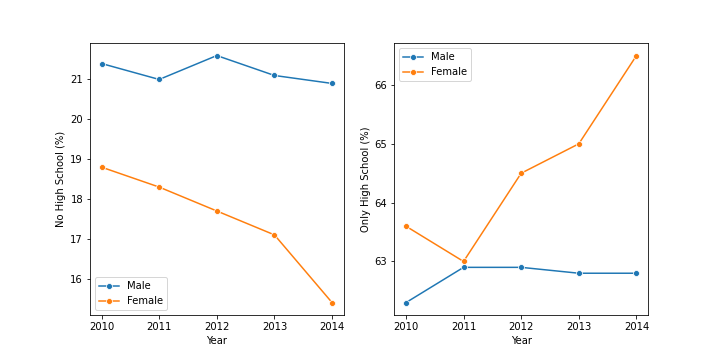 No High School (%)
21
20
19
18
17
16
Male
Female
2010
2011
2012
2013
2014
Year
Only High School (%)
66
65
64
63
Male
Female
2010
2011
2012
2013
2014
Year